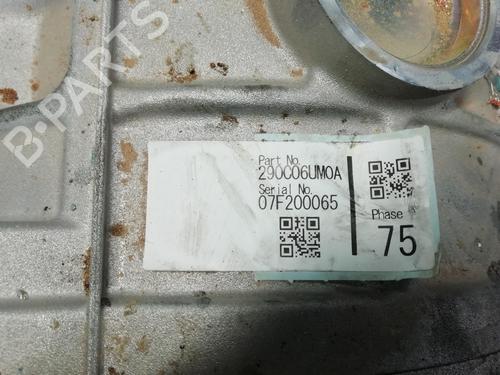 B-PARTS
Part No.
290C06UM0A
Serial No.
07F200065
Phase
75